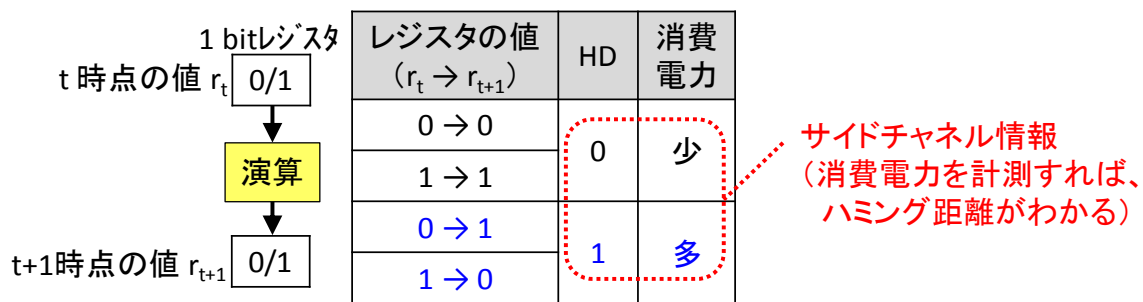 1 bitレジスタ
t 時点の値 rt 0/1
演算
t+1時点の値 rt+1 0/1
レジスタの値
(rt → rt+1)
HD
消費
電力
0 → 0
1 → 1
0
少
0 → 1
1 → 0
1
多
サイドチャネル情報
(消費電力を計測すれば、
ハミング距離がわかる)